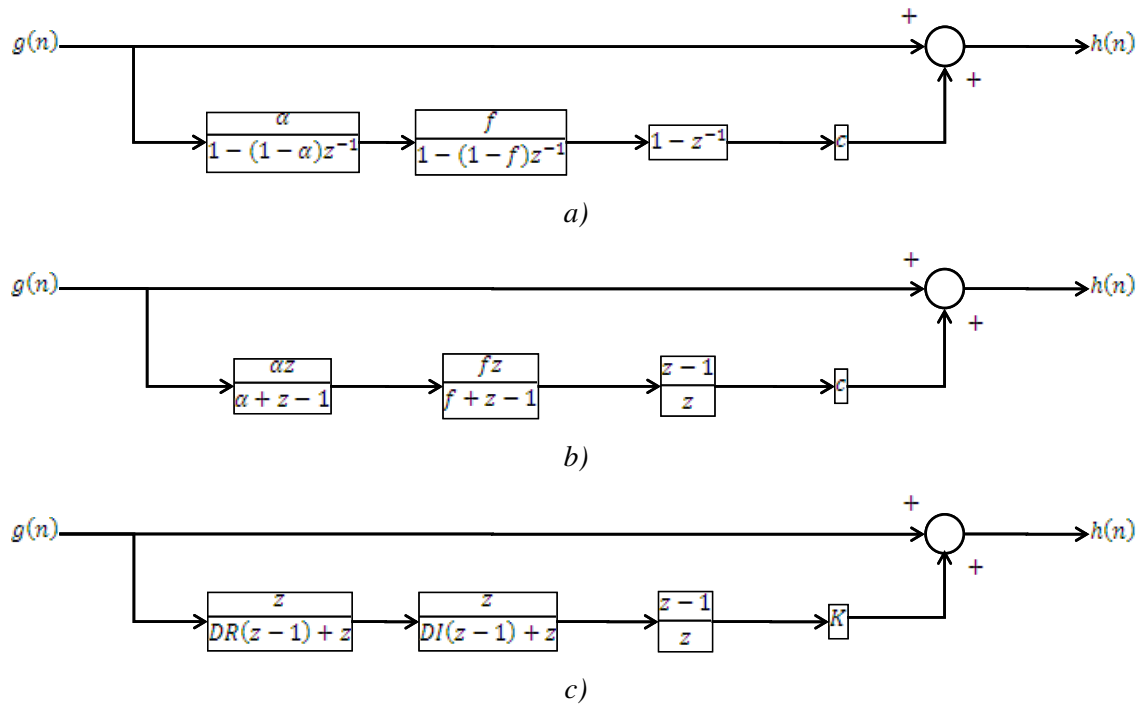 +
g(n) h(n)
+
α f
1 − (1 − α)z⁻¹ 1 − (1 − f)z⁻¹ 1 − z⁻¹ c
a)
+
g(n) h(n)
+
αz fz z − 1
α + z − 1 f + z − 1 z c
b)
+
g(n) h(n)
+
z z z − 1
DR(z − 1) + z DI(z − 1) + z z K
c)